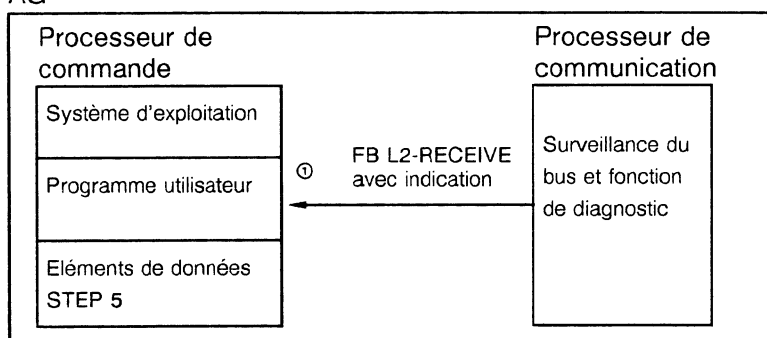 AG
Processeur de
commande
Processeur de
communication
Système d'exploitation
Programme utilisateur
Eléments de données
STEP 5
①
FB L2-RECEIVE
avec indication
Surveillance du
bus et fonction
de diagnostic